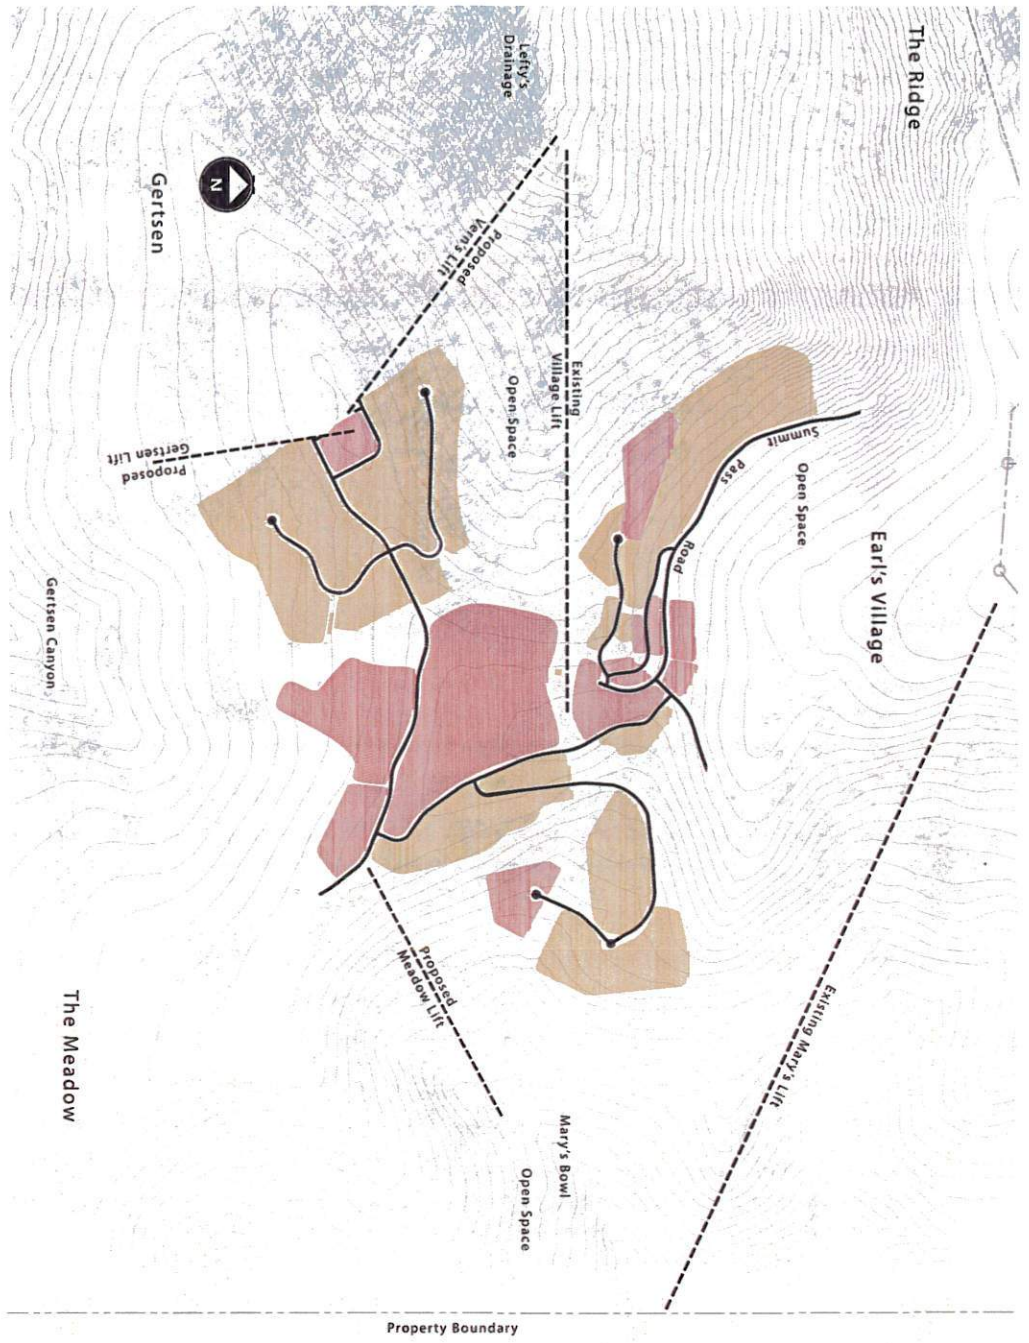 The Ridge
Lefty's
Drainage
N
Gertsen
Proposed
Vern's Lift
Existing
Village Lift
Open Space
Summit
Pass
Road
Open Space
Earl's Village
Proposed
Gertsen Lift
Gertsen Canyon
Existing Mary's Lift
Proposed
Meadow Lift
The Meadow
Mary's Bowl
Open Space
Property Boundary